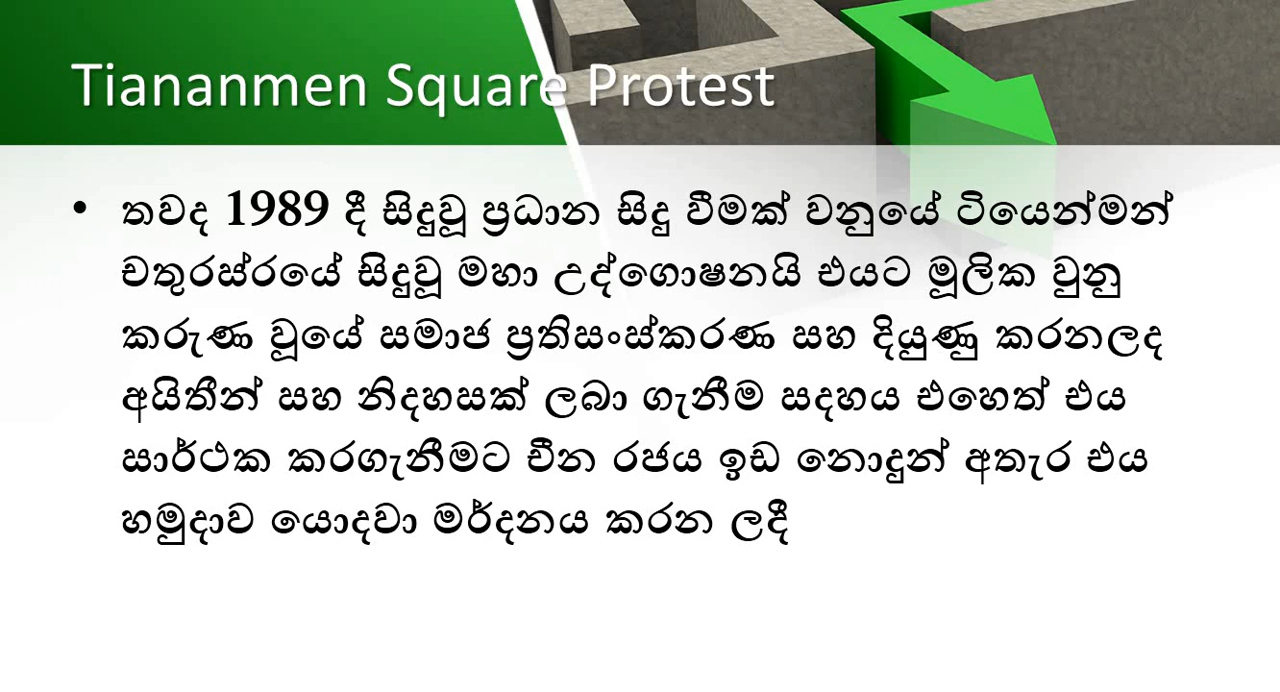 Tiananmen Square Protest
• තවද 1989 දී සිදුවූ ප්‍රධාන සිදු වීමක් වනුයේ ටියෙන්මන්
චතුරස්රයේ සිදුවූ මහා උද්ගොෂනයි එයට මූලික වුනු
කරුණ වූයේ සමාජ ප්‍රතිසංස්කරණ සහ දියුණු කරනලද
අයිතීන් සහ නිදහසක් ලබා ගැනීම සදහය එහෙත් එය
සාර්ථක කරගැනීමට චීන රජය ඉඩ නොදුන් අතැර එය
හමුදාව යොදවා මර්දනය කරන ලදී